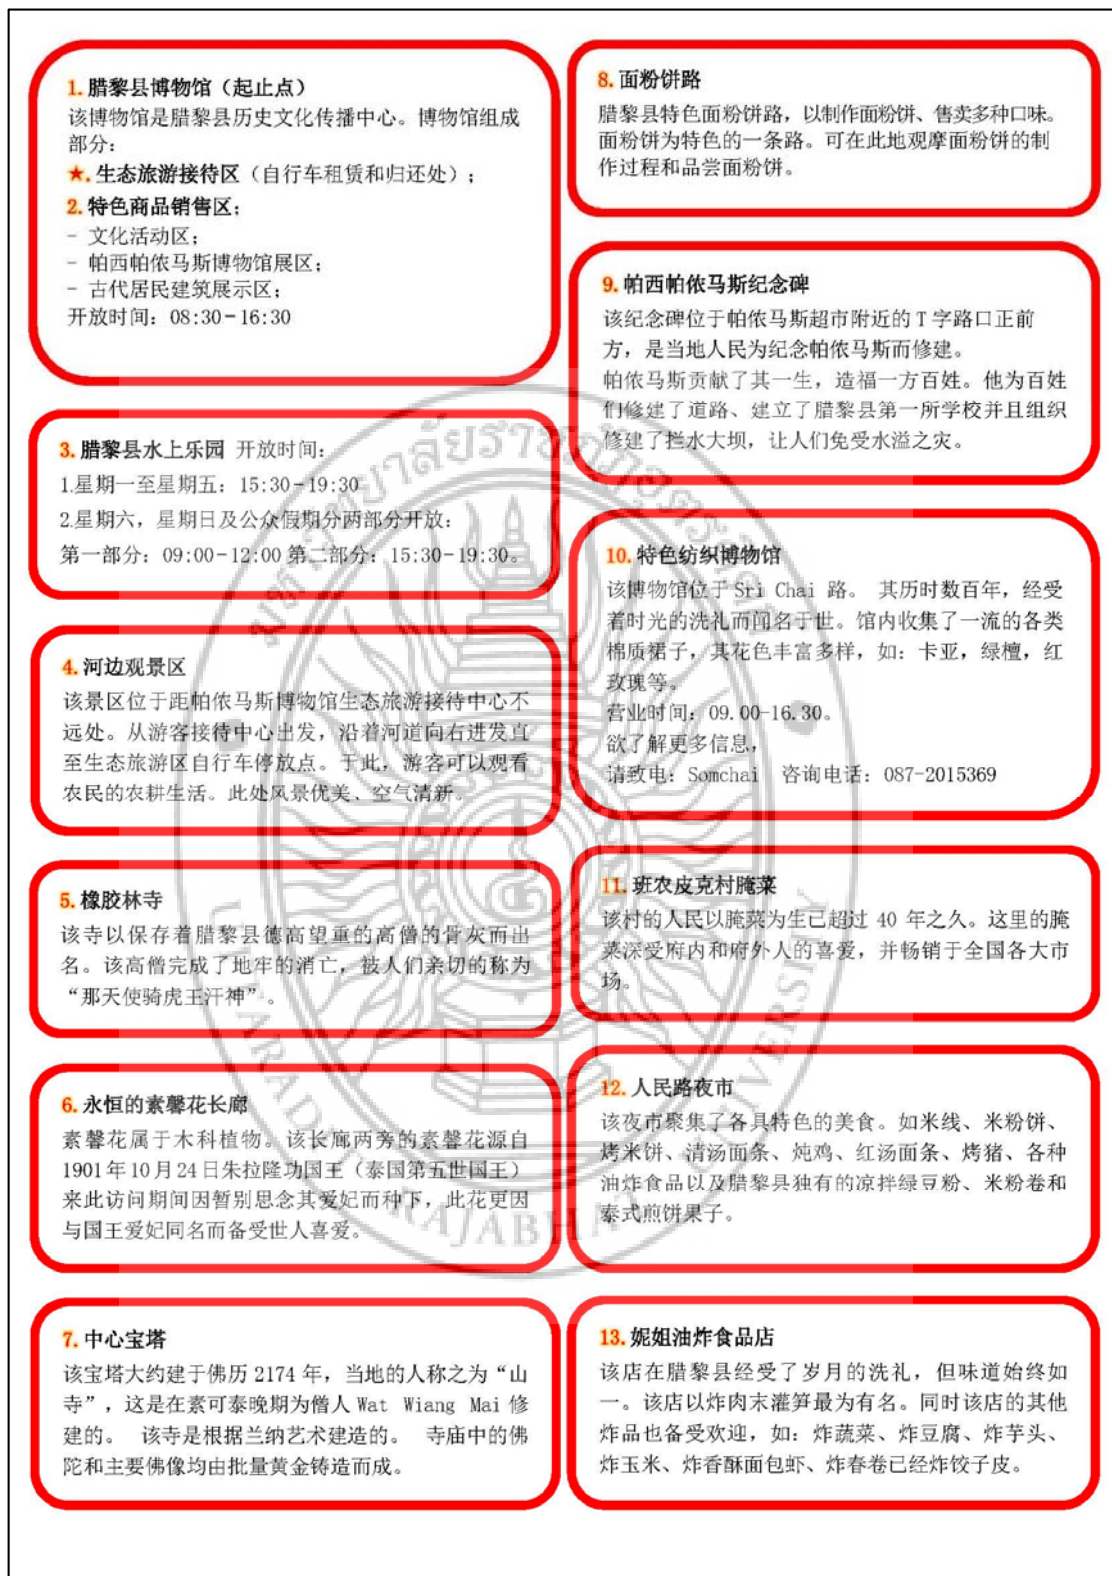 1. 腊黎县博物馆（起止点）
该博物馆是腊黎县历史文化传播中心。博物馆组成
部分：
★. 生态旅游接待区（自行车租赁和归还处）；
2. 特色商品销售区；
- 文化活动区；
- 帕西帕侬马斯博物馆展区；
- 古代居民建筑展示区；
开放时间：08:30-16:30
3. 腊黎县水上乐园 开放时间：
1.星期一至星期五：15:30-19:30
2.星期六，星期日及公众假期分两部分开放：
第一部分：09:00-12:00 第二部分：15:30-19:30。
4. 河边观景区
该景区位于距帕侬马斯博物馆生态旅游接待中心不
远处。从游客接待中心出发，沿着河道向右进发直
至生态旅游区自行车停放点。于此，游客可以观看
农民的农耕生活。此处风景优美、空气清新。
5. 橡胶林寺
该寺以保存着腊黎县德高望重的高僧的骨灰而出
名。该高僧完成了地牢的消亡，被人们亲切的称为
“那天使骑虎王汗神”。
6. 永恒的素馨花长廊
素馨花属于木科植物。该长廊两旁的素馨花源自
1901年10月24日朱拉隆功国王（泰国第五世国王）
来此访问期间因暂别思念其爱妃而种下，此花更因
与国王爱妃同名而备受世人喜爱。
7. 中心宝塔
该宝塔大约建于佛历 2174 年，当地的人称之为“山
寺”，这是在素可泰晚期为僧人 Wat Wiang Mai 修
建的。 该寺是根据兰纳艺术建造的。 寺庙中的佛
陀和主要佛像均由批量黄金铸造而成。
8. 面粉饼路
腊黎县特色面粉饼路，以制作面粉饼、售卖多种口味。
面粉饼为特色的一条路。可在此地观摩面粉饼的制
作过程和品尝面粉饼。
9. 帕西帕侬马斯纪念碑
该纪念碑位于帕侬马斯超市附近的 T 字路口正前
方，是当地人民为纪念帕侬马斯而修建。
帕侬马斯贡献了其一生，造福一方百姓。他为百姓
们修建了道路、建立了腊黎县第一所学校并且组织
修建了拦水大坝，让人们免受水溢之灾。
10. 特色纺织博物馆
该博物馆位于 Sri Chai 路。 其历时数百年，经受
着时光的洗礼而闻名于世。馆内收集了一流的各类
棉质裙子，其花色丰富多样，如：卡亚，绿檀，红
玫瑰等。
营业时间：09.00-16.30。
欲了解更多信息，
请致电：Somchai 咨询电话：087-2015369
11. 班农皮克村腌菜
该村的人民以腌菜为生已超过 40 年之久。这里的腌
菜深受府内和府外人的喜爱，并畅销于全国各大市
场。
12. 人民路夜市
该夜市聚集了各具特色的美食。如米线、米粉饼、
烤米饼、清汤面条、炖鸡、红汤面条、烤猪、各种
油炸食品以及腊黎县独有的凉拌绿豆粉、米粉卷和
泰式煎饼果子。
13. 妮姐油炸食品店
该店在腊黎县经受了岁月的洗礼，但味道始终如
一。该店以炸肉末灌笋最为有名。同时该店的其他
炸品也备受欢迎，如：炸蔬菜、炸豆腐、炸芋头、
炸玉米、炸香酥面包虾、炸春卷已经炸饺子皮。